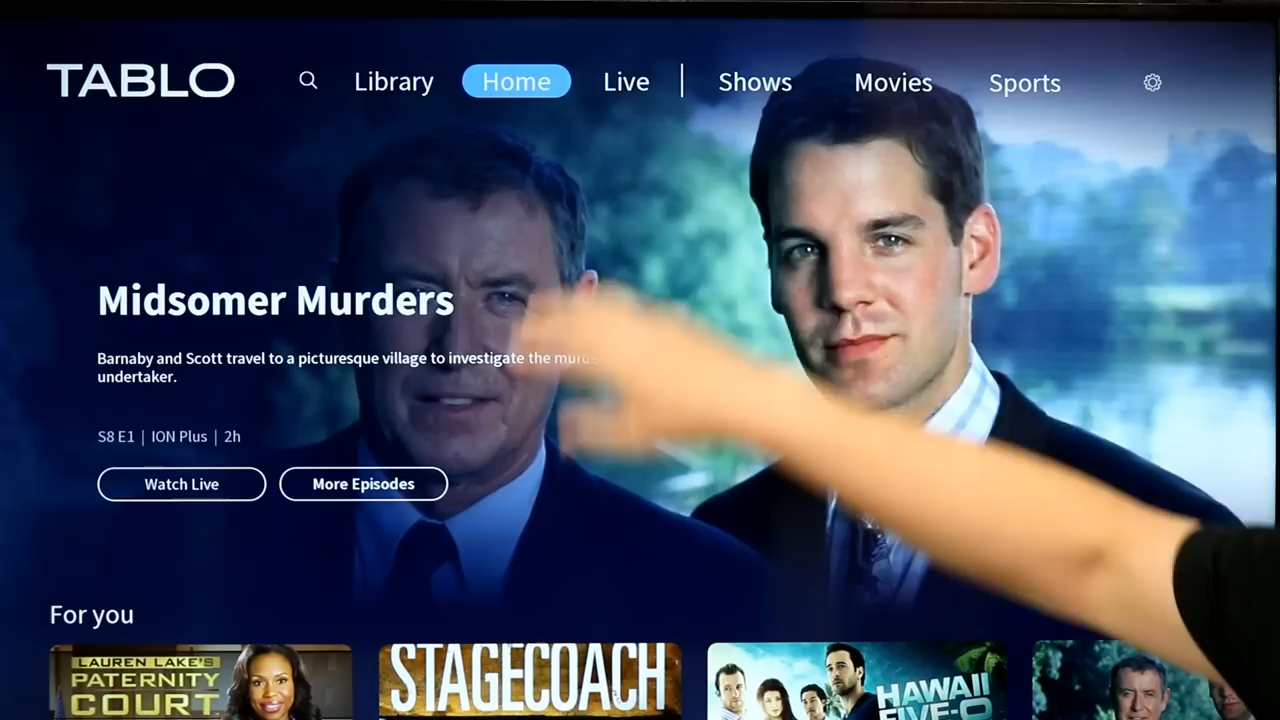 TABLO
Library
Home
Live
Shows
Movies
Sports
Midsomer Murders
Barnaby and Scott travel to a picturesque village to investigate the
undertaker.
S8 E1 | ION Plus | 2h
Watch Live
More Episodes
For you
LAUREN LAKE'S
PATERNITY
COURT
STAGECOACH
HAWAII
FIVE-O